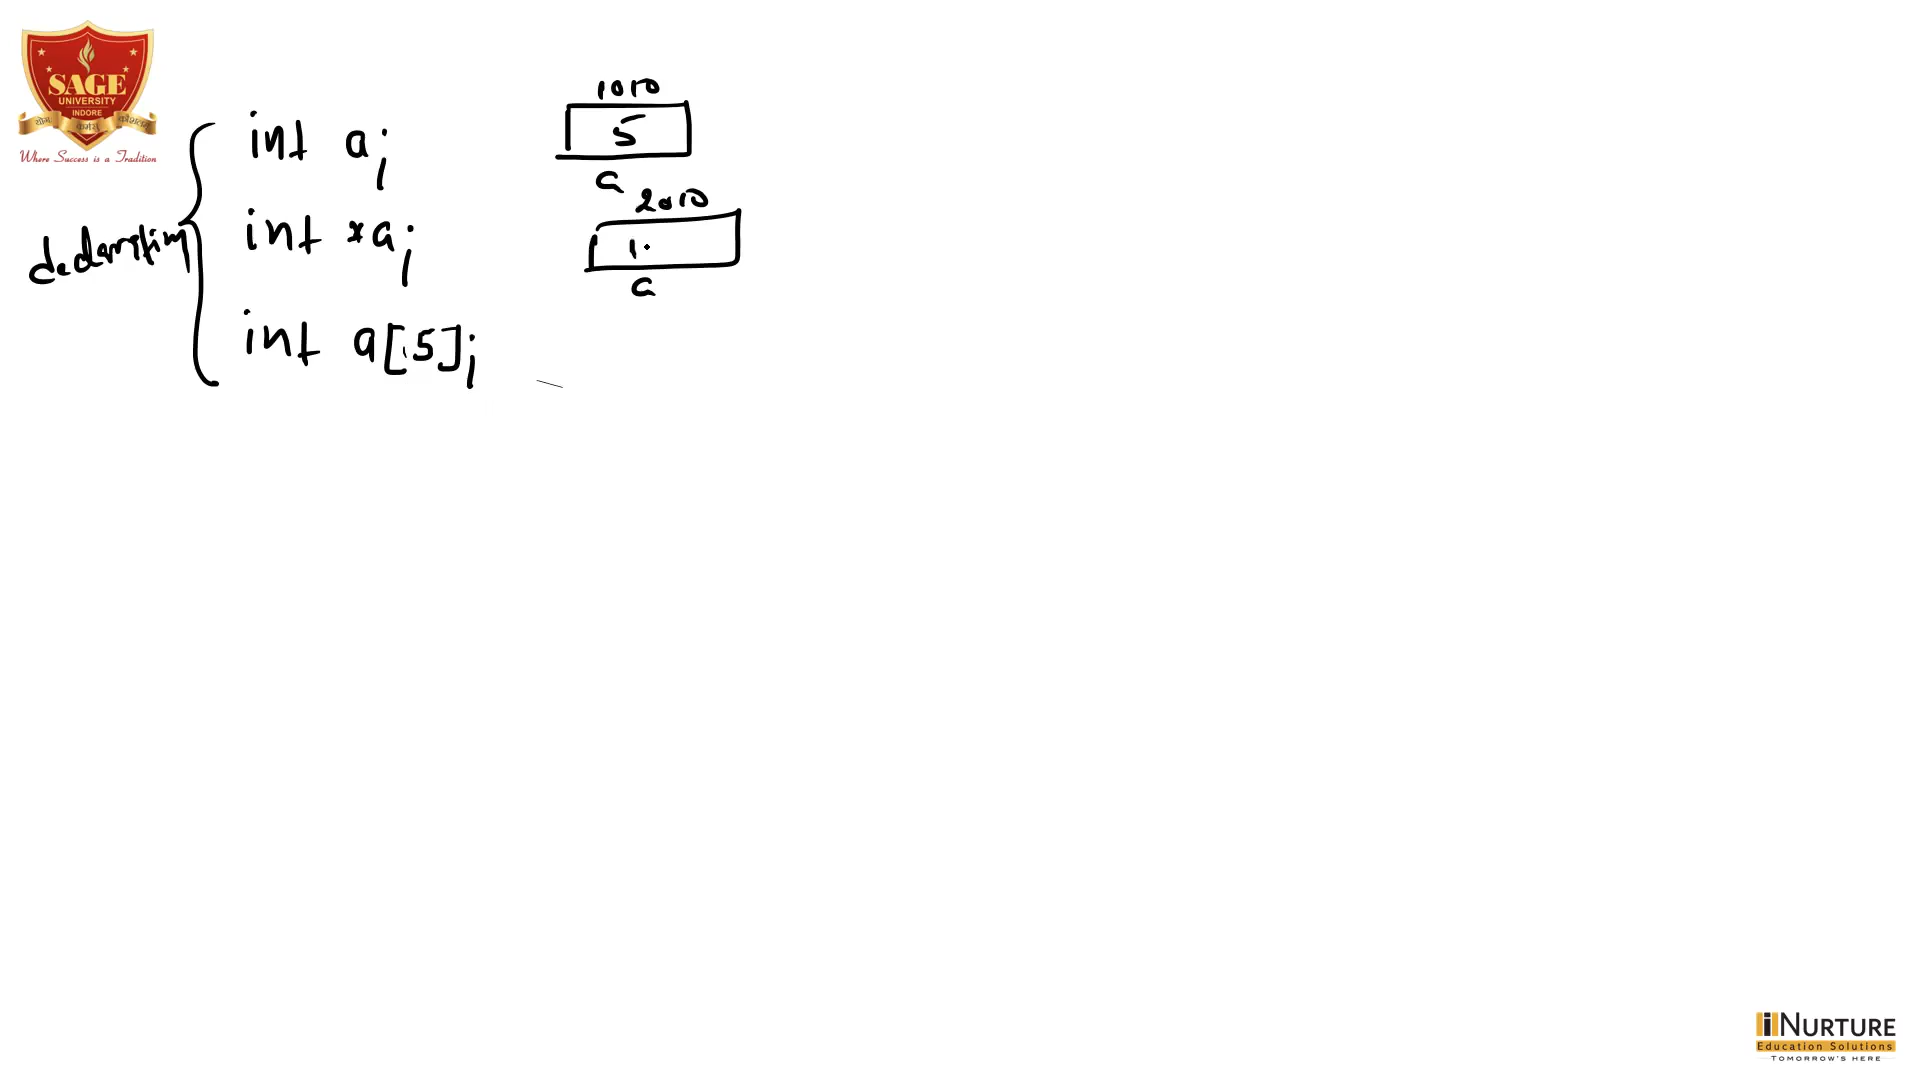 SAGE
UNIVERSITY
INDORE
Where Success is a Tradition
declaration
int a;
1010
5
a
int *a;
2010
1.
a
int a[5];
iNURTURE
Education Solutions
TOMORROW'S HERE